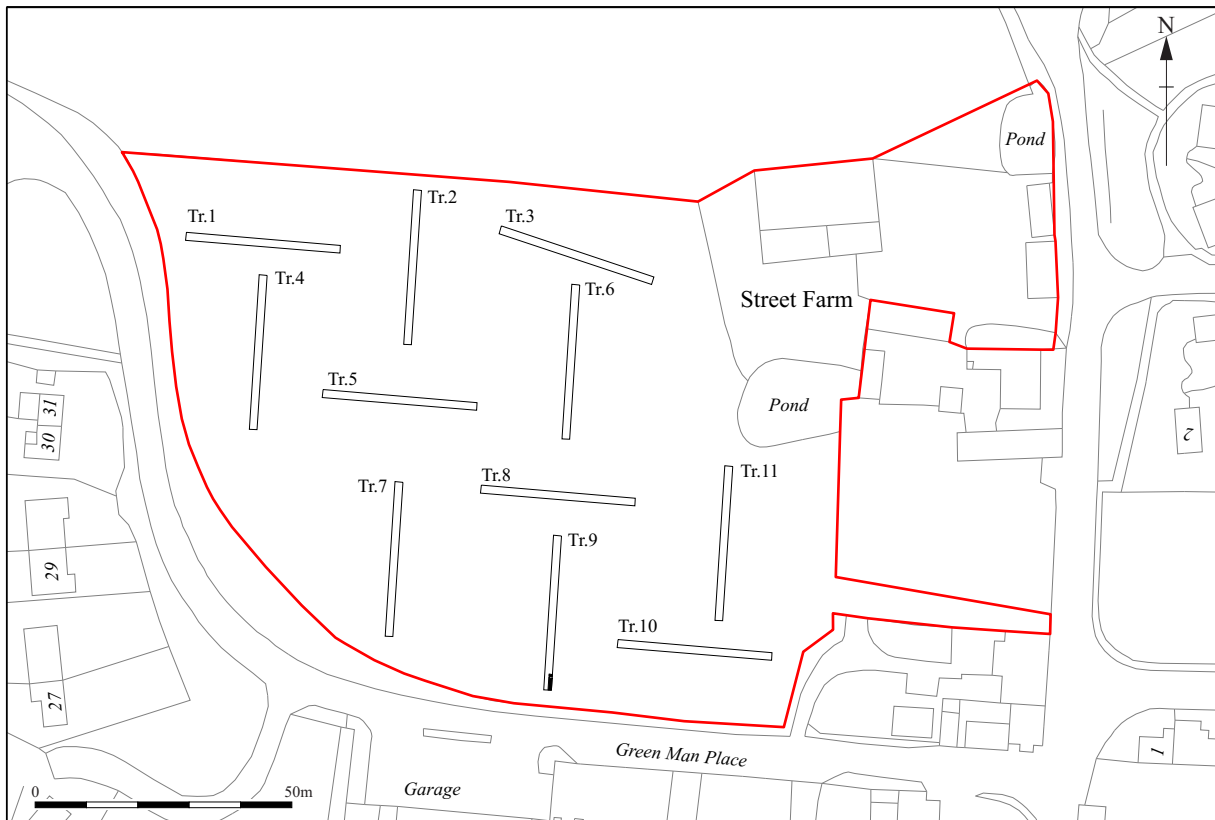 N
Pond
Tr.1
Tr.2
Tr.3
Tr.4
Tr.6
Street Farm
Tr.5
Pond
31
30
2
Tr.7
Tr.8
Tr.11
Tr.9
29
Tr.10
27
Green Man Place
1
Garage
0 50m